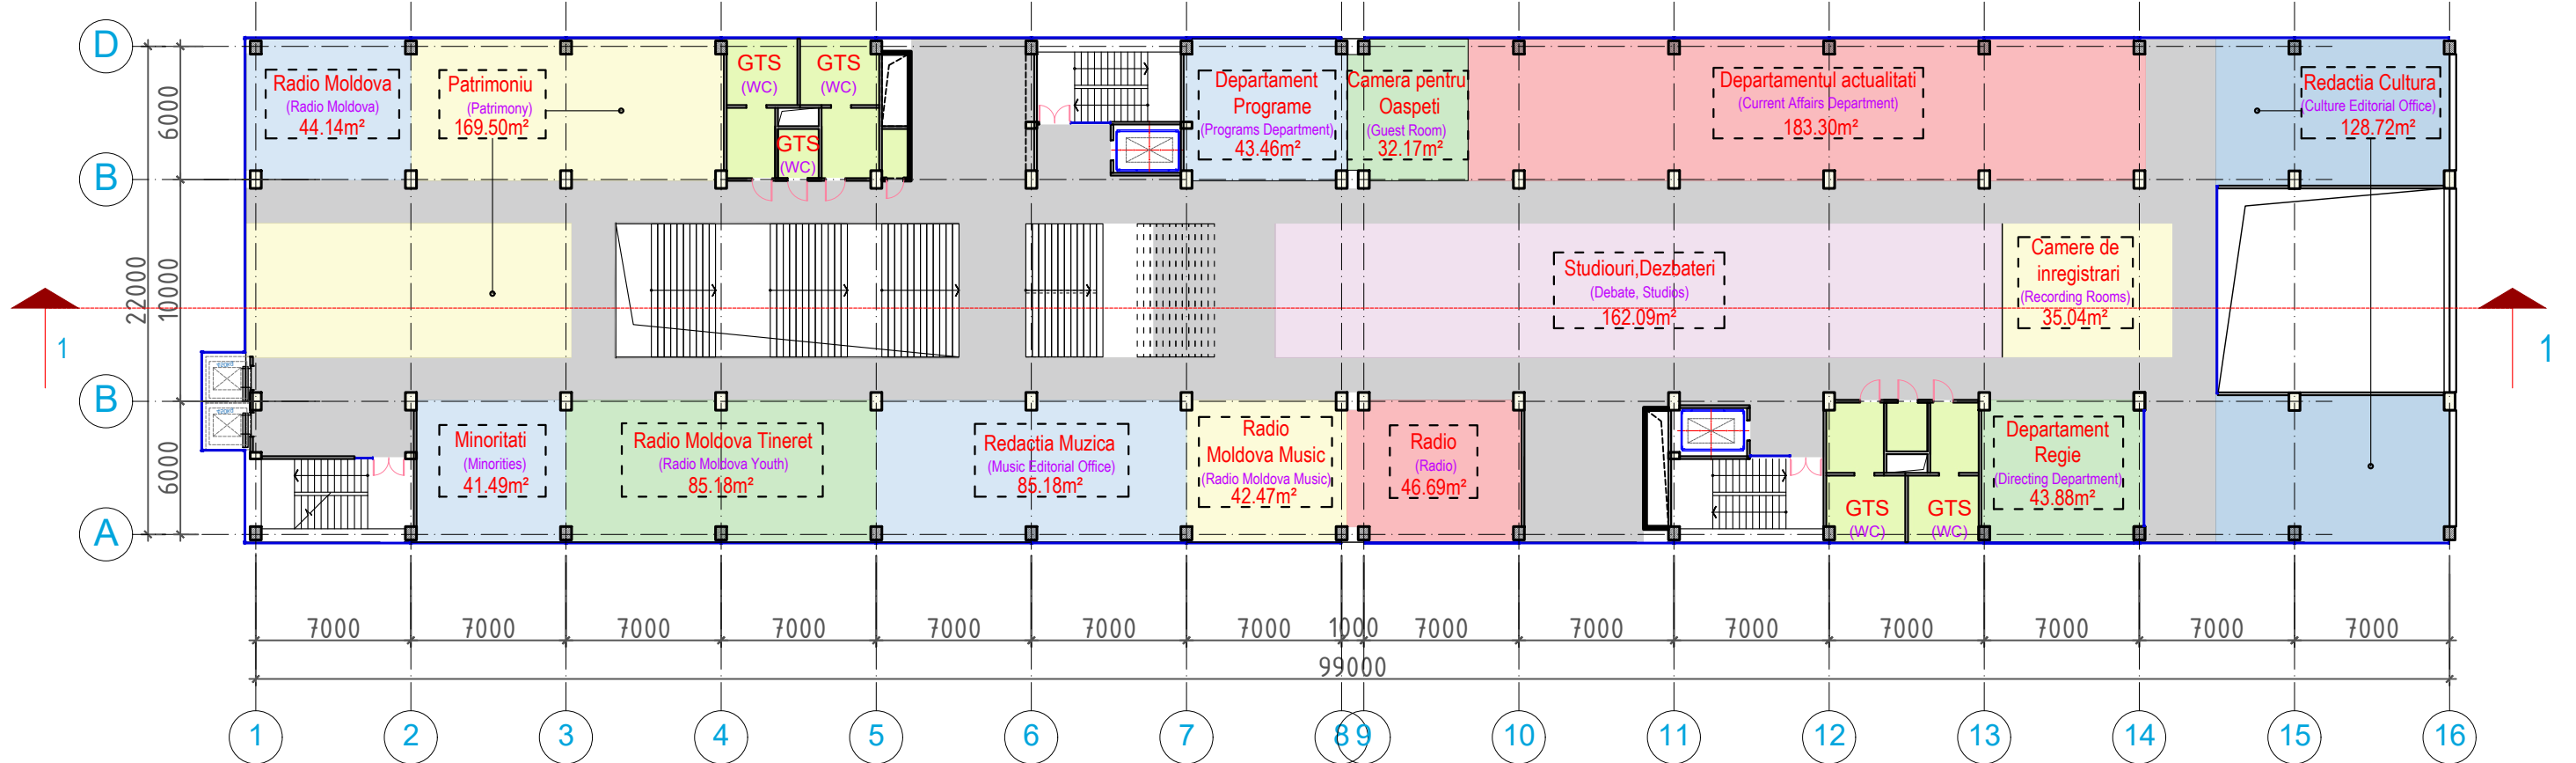 D
B
B
A
6000
10000
6000
22000
1
1
Radio Moldova
(Radio Moldova)
44.14m²
Patrimoniu
(Patrimony)
169.50m²
GTS
(WC)
GTS
(WC)
GTS
(WC)
Departament
Programe
(Programs Department)
43.46m²
Camera pentru
Oaspeti
(Guest Room)
32.17m²
Departamentul actualitati
(Current Affairs Department)
183.30m²
Redactia Cultura
(Culture Editorial Office)
128.72m²
Studiouri,Dezbateri
(Debate, Studios)
162.09m²
Camere de
inregistrari
(Recording Rooms)
35.04m²
Minoritati
(Minorities)
41.49m²
Radio Moldova Tineret
(Radio Moldova Youth)
85.18m²
Redactia Muzica
(Music Editorial Office)
85.18m²
Radio
Moldova Music
(Radio Moldova Music)
42.47m²
Radio
(Radio)
46.69m²
GTS
(WC)
GTS
(WC)
Departament
Regie
(Directing Department)
43.88m²
7000 7000 7000 7000 7000 7000 7000 1000 7000 7000 7000 7000 7000 7000 7000
99000
1 2 3 4 5 6 7 8 9 10 11 12 13 14 15 16